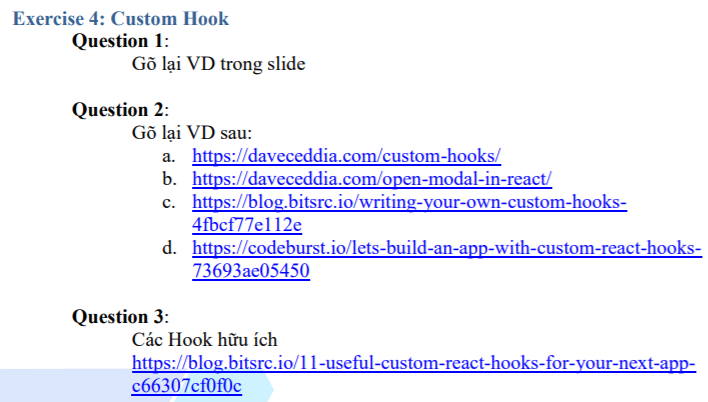 Exercise 4: Custom Hook
Question 1:
Gõ lại VD trong slide
Question 2:
Gõ lại VD sau:
a. https://daveceddia.com/custom-hooks/
b. https://daveceddia.com/open-modal-in-react/
c. https://blog.bitsrc.io/writing-your-own-custom-hooks-
4fbcf77e112e
d. https://codeburst.io/lets-build-an-app-with-custom-react-hooks-
73693ae05450
Question 3:
Các Hook hữu ích
https://blog.bitsrc.io/11-useful-custom-react-hooks-for-your-next-app-
c66307cf0f0c